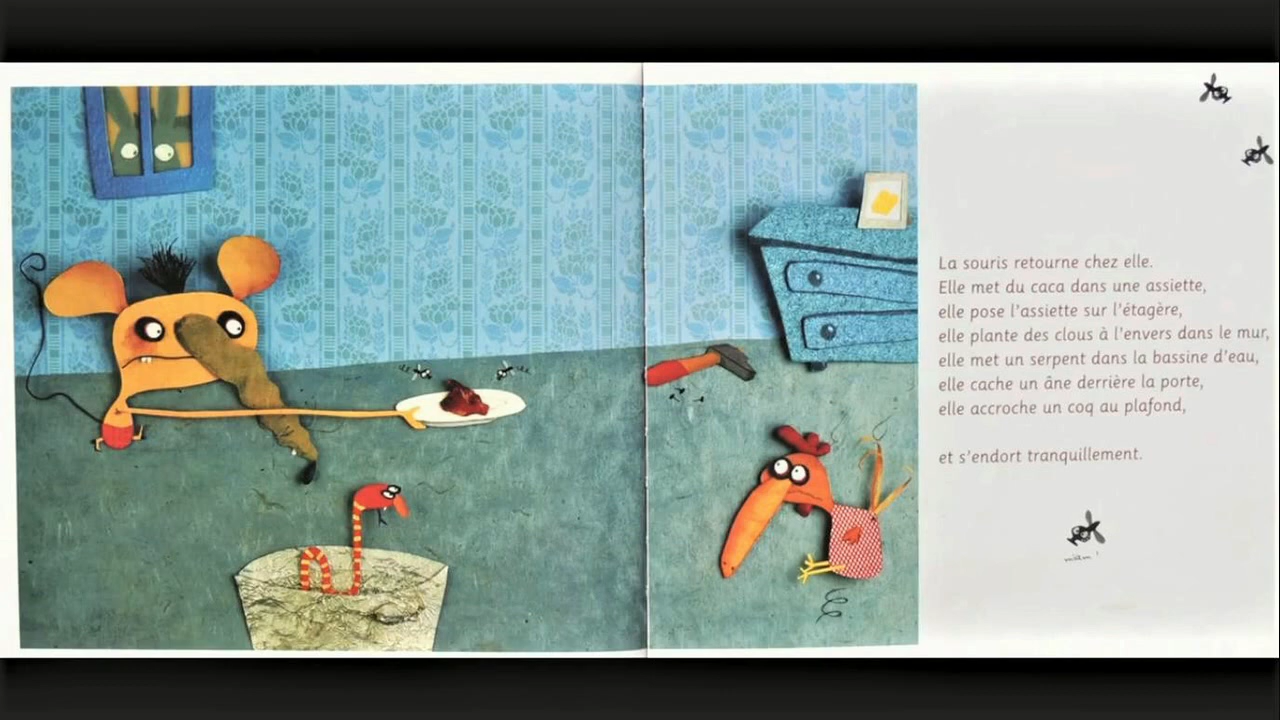 La souris retourne chez elle.
Elle met du caca dans une assiette,
elle pose l'assiette sur l'étagère,
elle plante des clous à l'envers dans le mur,
elle met un serpent dans la bassine d'eau,
elle cache un âne derrière la porte,
elle accroche un coq au plafond,
et s'endort tranquillement.